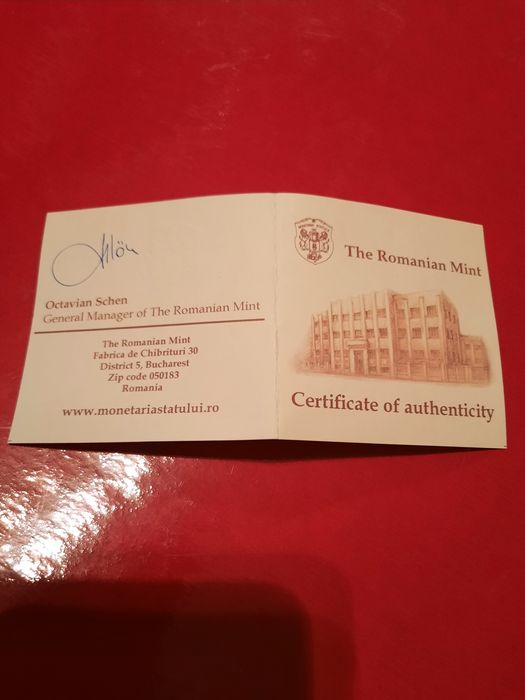 Octavian Schen
General Manager of The Romanian Mint
The Romanian Mint
Fabrica de Chibrituri 30
District 5, Bucharest
Zip code 050183
Romania
www.monetariastatului.ro
The Romanian Mint
Certificate of authenticity